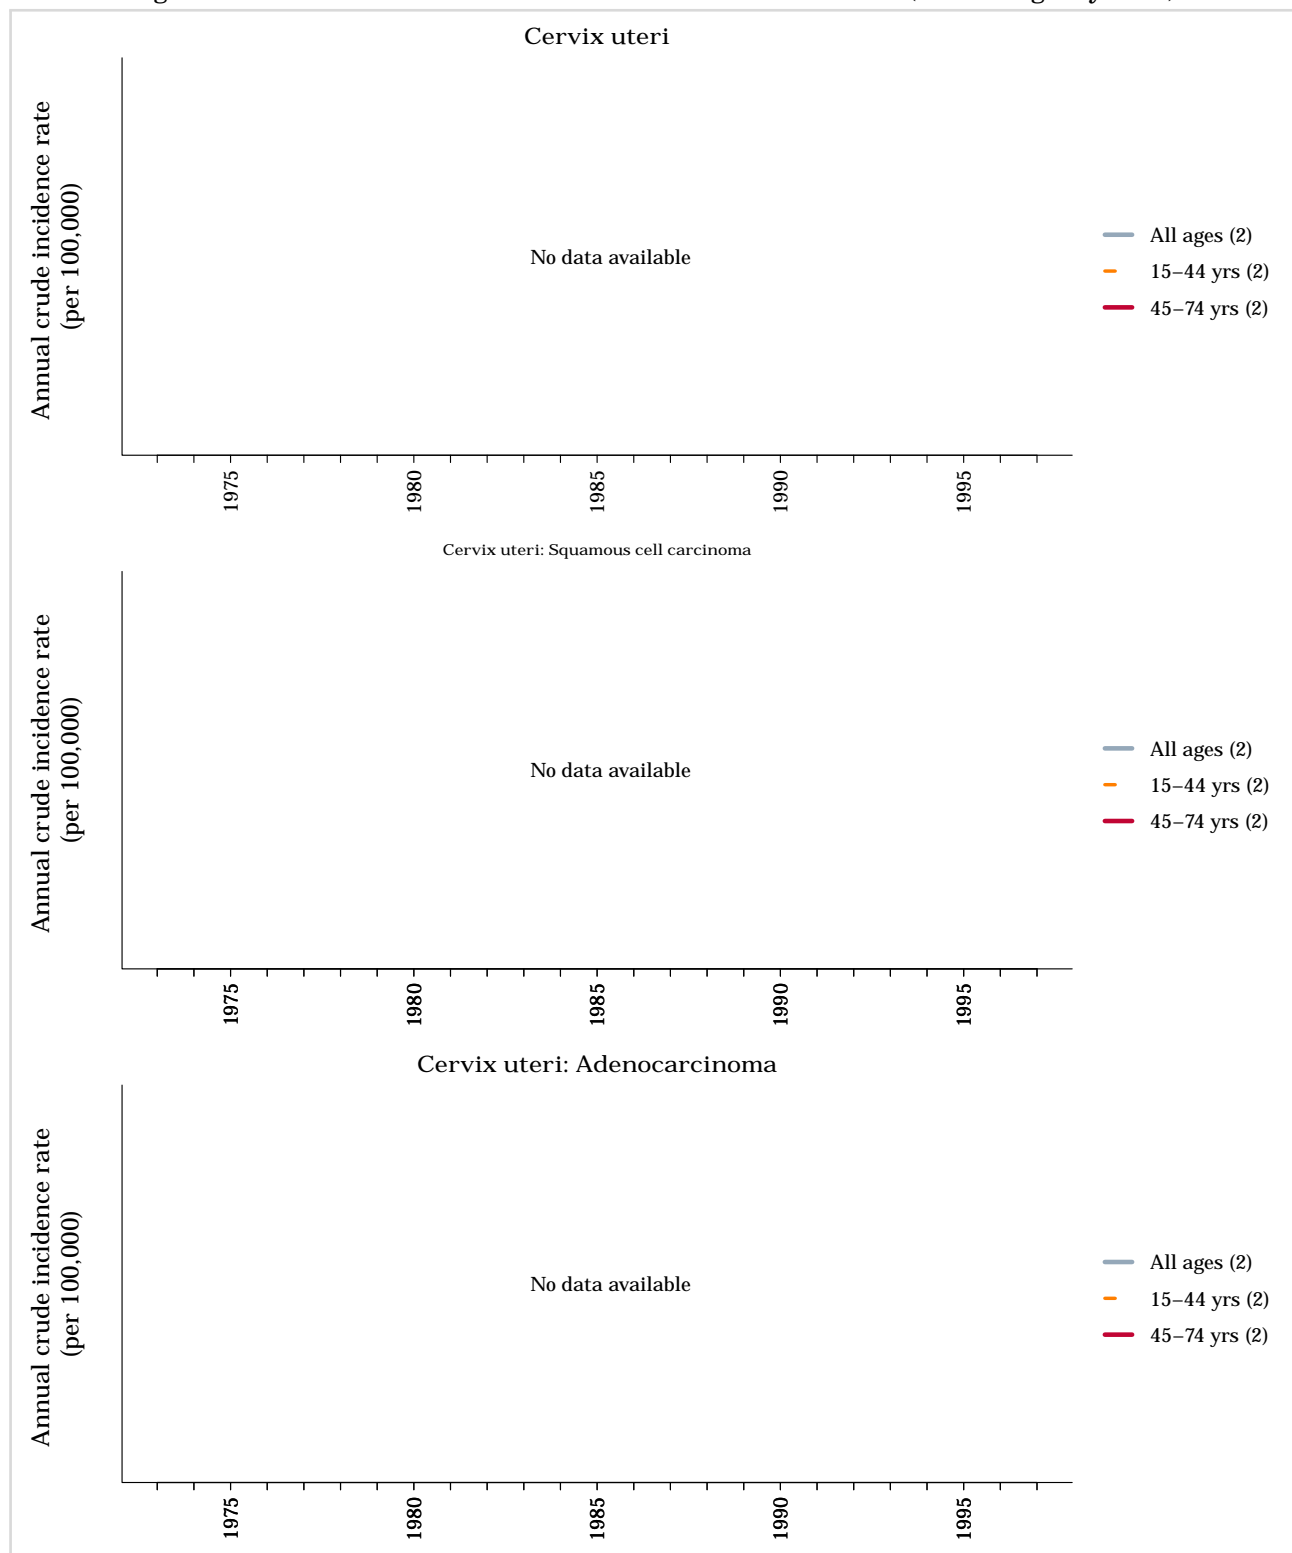 Cervix uteri
Annual crude incidence rate
(per 100,000)
No data available
All ages (2)
15–44 yrs (2)
45–74 yrs (2)
1975
1980
1985
1990
1995
Cervix uteri: Squamous cell carcinoma
Annual crude incidence rate
(per 100,000)
No data available
All ages (2)
15–44 yrs (2)
45–74 yrs (2)
1975
1980
1985
1990
1995
Cervix uteri: Adenocarcinoma
Annual crude incidence rate
(per 100,000)
No data available
All ages (2)
15–44 yrs (2)
45–74 yrs (2)
1975
1980
1985
1990
1995